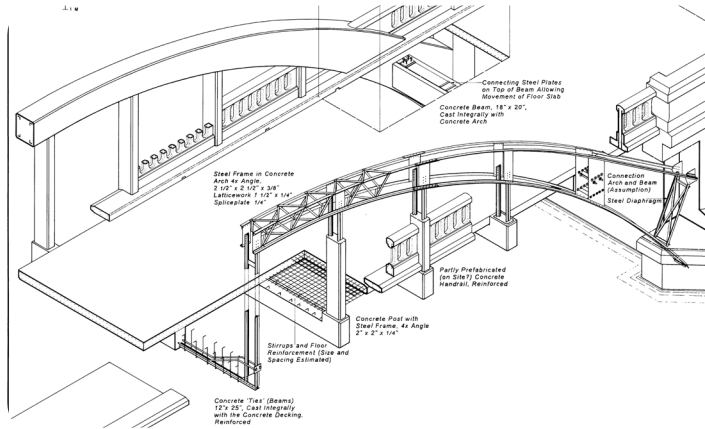 Connecting Steel Plates
on Top of Beam Allowing
Movement of Floor Slab
Concrete Beam, 18" x 20",
Cast Integrally with
Concrete Arch
Steel Frame in Concrete
Arch 4x Angle,
2 1/2" x 2 1/2" x 3/8"
Latticework 1 1/2" x 1/4"
Spliceplate 1/4"
Connection
Arch and Beam
(Assumption)
Steel Diaphragm
Partly Prefabricated
(on Site?) Concrete
Handrail, Reinforced
Concrete Post with
Steel Frame, 4x Angle
2" x 2" x 1/4"
Stirrups and Floor
Reinforcement (Size and
Spacing Estimated)
Concrete 'Ties' (Beams)
12"x 25", Cast Integrally
with the Concrete Decking,
Reinforced